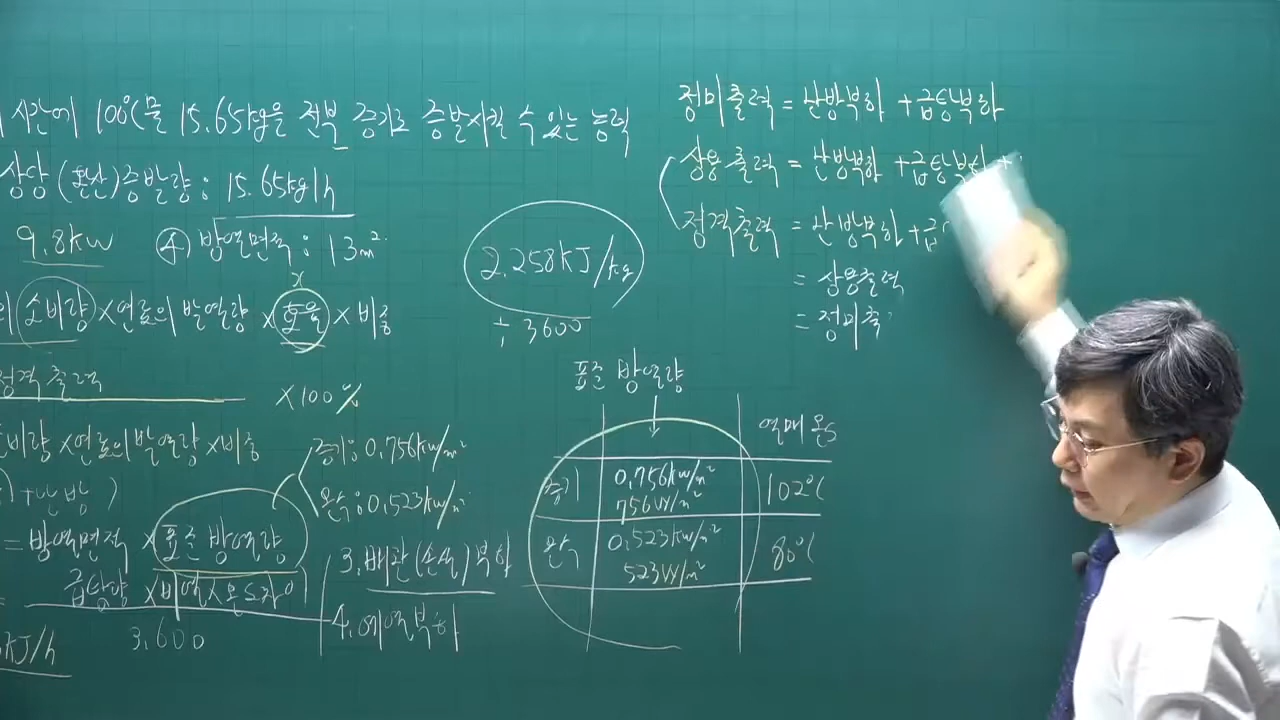 시간에 100℃물 15.65kg을 전부 증기로 증발시킬 수 있는 능력
상당(환산)증발량 : 15.65kg/h
9.8kW ④ 방열면적 : 13m²
의 소비량 × 연료의 발열량 × 효율 × 비중
x
정격출력
×100%
소비량 × 연료의 발열량 × 비중
+난방)
= 방열면적 × 표준 방열량
= 급탕량 × 비열 × 온도차
3,600
kJ/h
증기 : 0.756kW/m²
온수 : 0.523kW/m²
3. 배관(손실)부하
4. 예열부하
2.258KJ/kg
÷ 3600
표준 방열량
열매 온도
증기 0.756kW/m² 102℃
756W/m²
온수 0.523kW/m² 80℃
523W/m²
정미출력 = 난방부하 + 급탕부하
상용출력 = 난방부하 + 급탕부하 +
정격출력 = 난방부하 + 급
= 상용출력
= 정미출